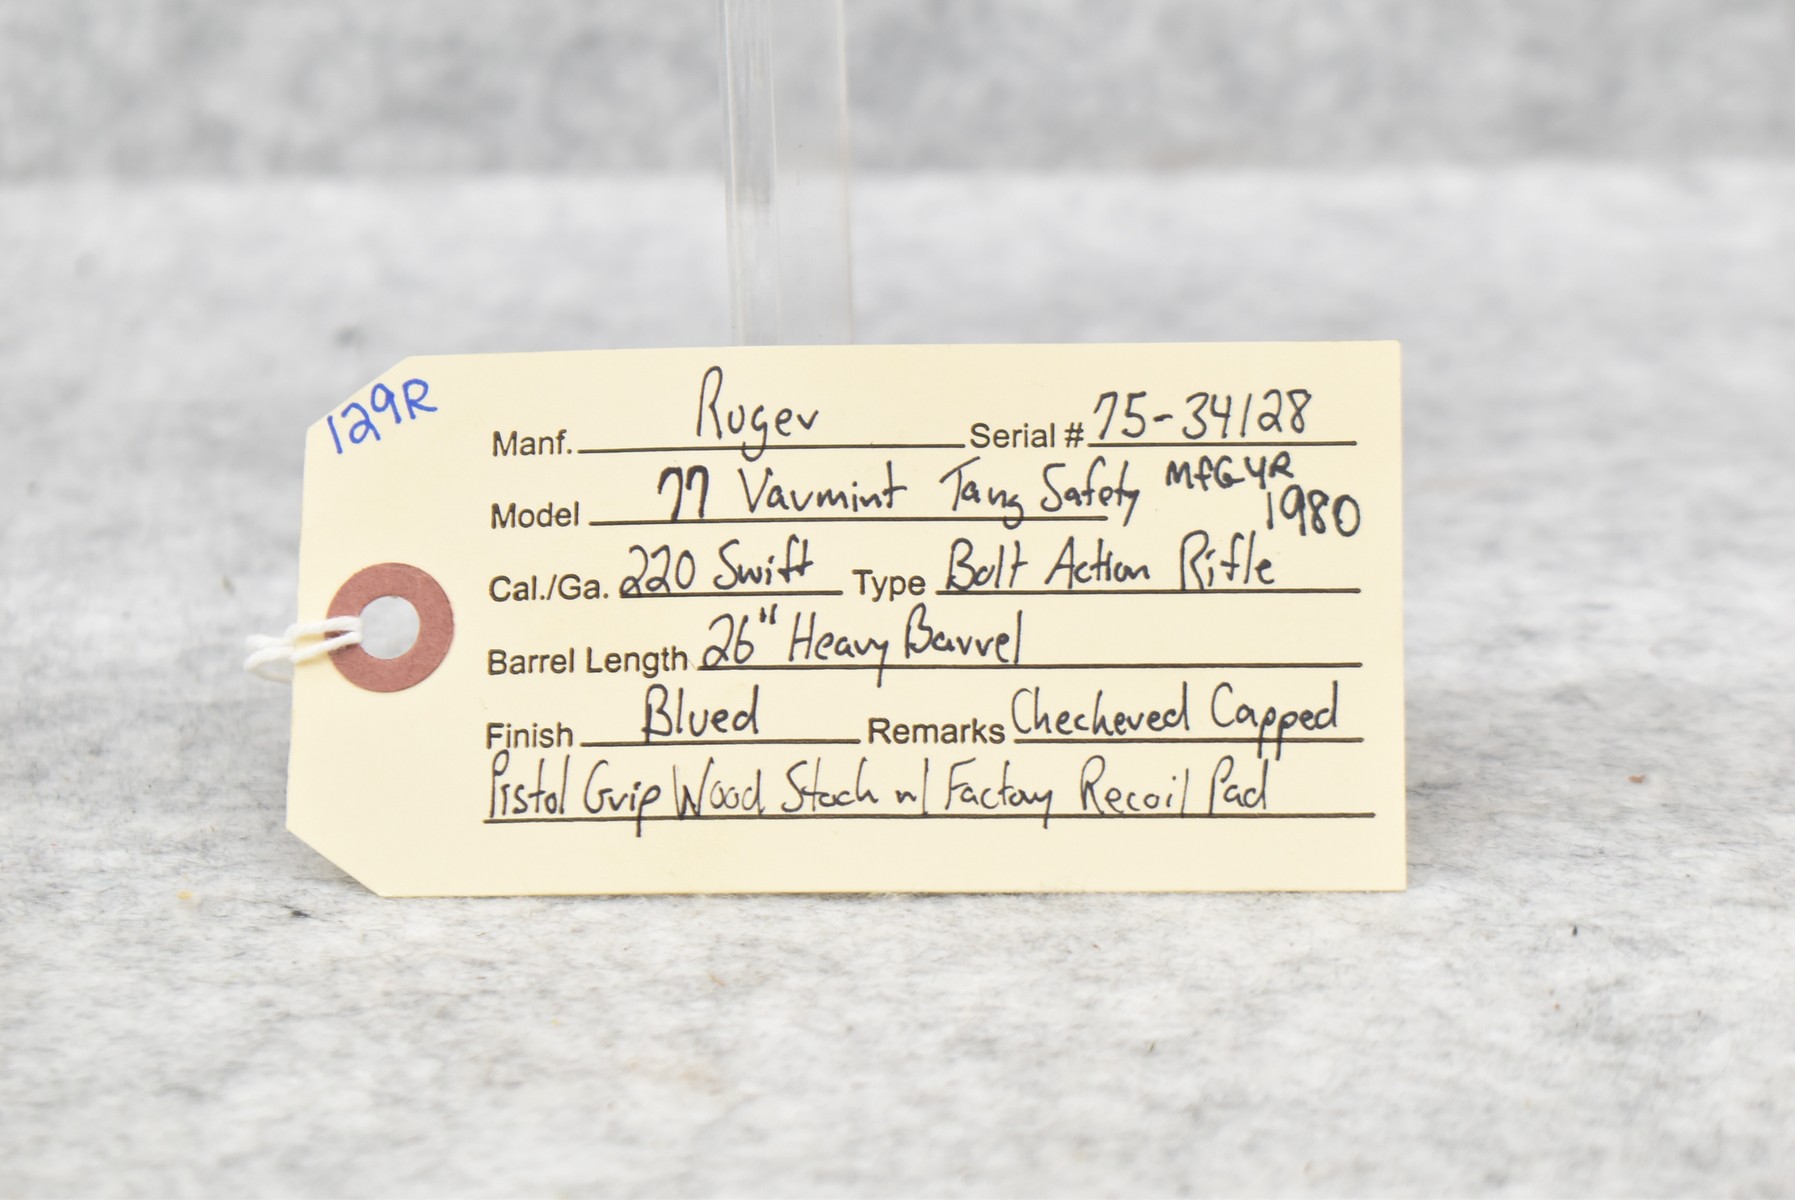 129R
Manf. Ruger Serial # 75-34128
Model 77 Varmint Tang Safety MFG YR
1980
Cal./Ga. 220 Swift Type Bolt Action Rifle
Barrel Length 26" Heavy Barrel
Finish Blued Remarks Checkered Capped
Pistol Grip Wood Stock w/ Factory Recoil Pad